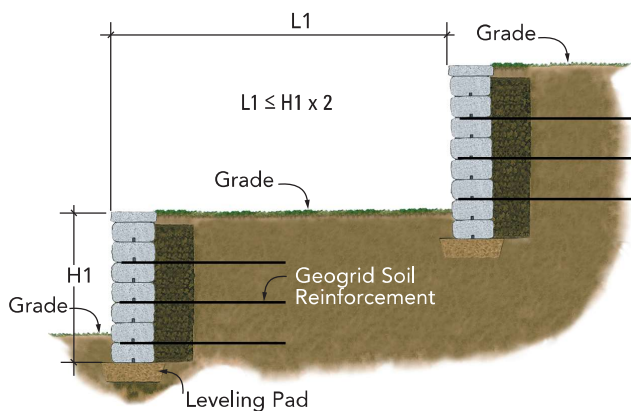 L1
Grade
L1 ≤ H1 x 2
Grade
H1
Geogrid Soil
Reinforcement
Grade
Leveling Pad